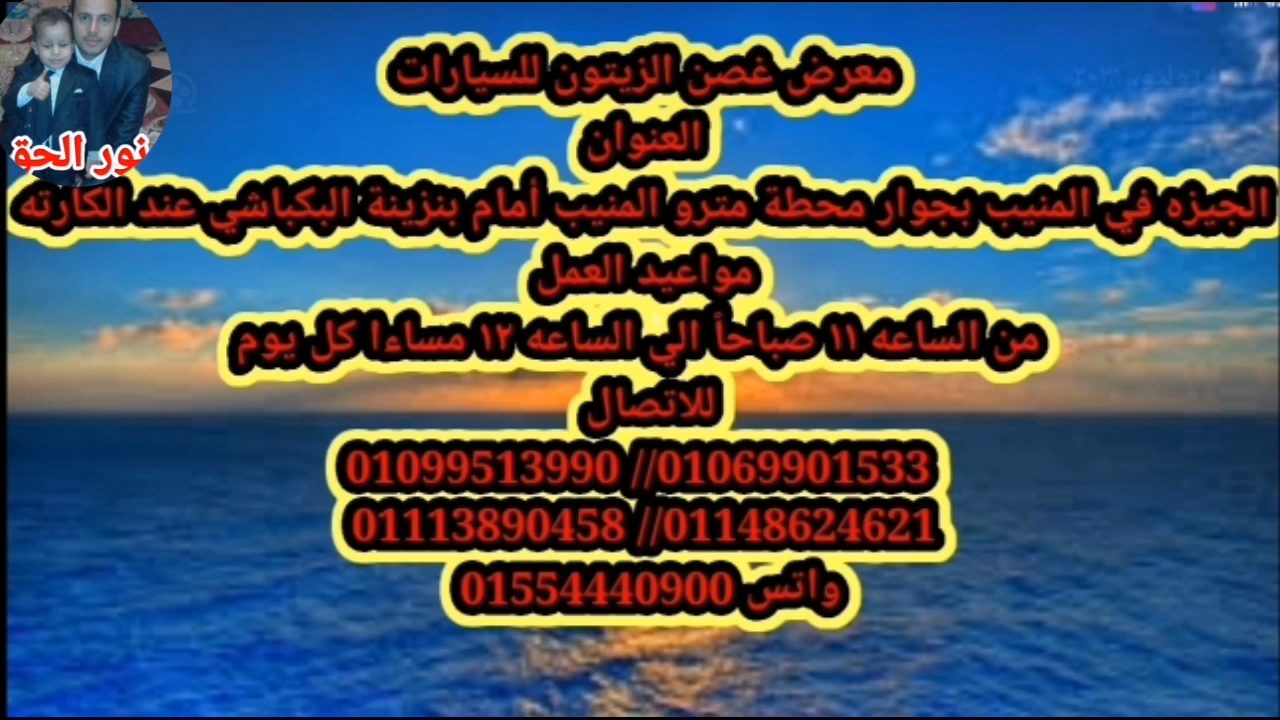 معرض غصن الزيتون للسيارات
العنوان
الجيزه في المنيب بجوار محطة مترو المنيب أمام بنزينة البكباشي عند الكارته
مواعيد العمل
من الساعه ١١ صباحاً الي الساعه ١٢ مساءا كل يوم
للاتصال
01099513990 //01069901533
01113890458 //01148624621
واتس 01554440900
نور الحق